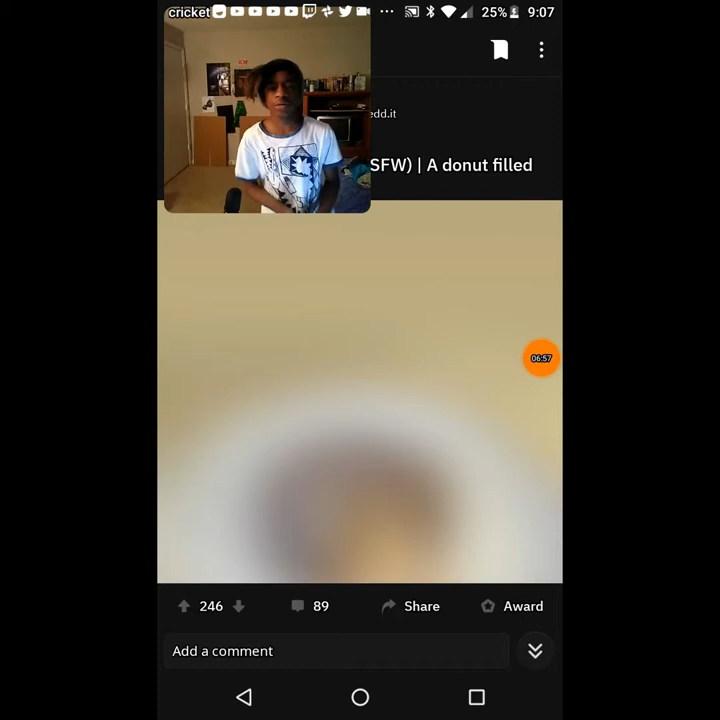 cricket
25%
9:07
edd.it
SFW) | A donut filled
06:57
246
89
Share
Award
Add a comment